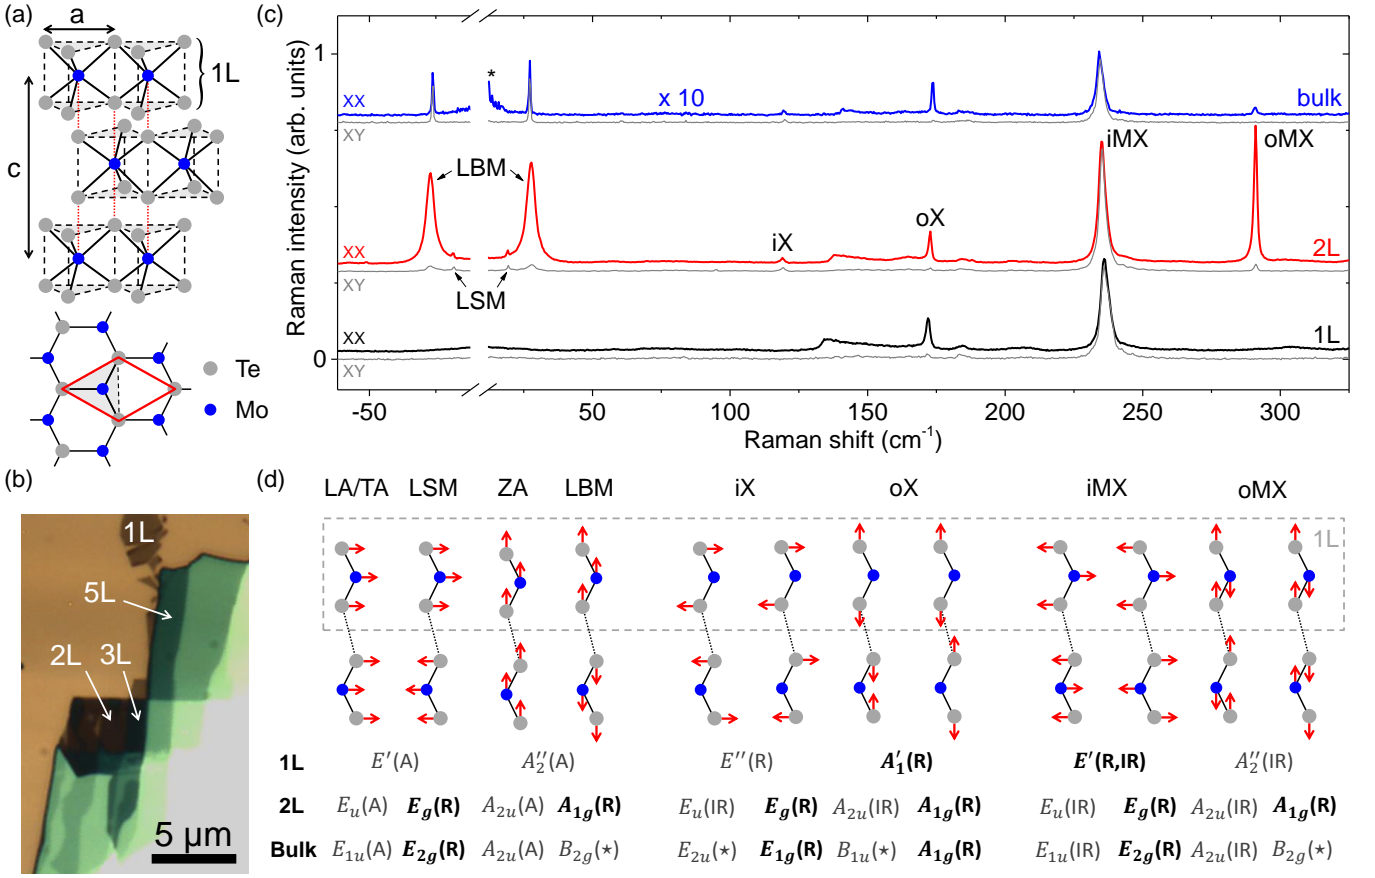 (a)
a
1L
c
Te
Mo
(b)
1L
5L
2L 3L
5 μm
(c)
Raman intensity (arb. units)
1
0
*
XX
XY
x 10
bulk
LBM
iMX
oMX
oX
iX
XX
XY
2L
LSM
XX
XY
1L
-50 50 100 150 200 250 300
Raman shift (cm⁻¹)
(d)
LA/TA LSM ZA LBM iX oX iMX oMX
1L
1L E′(A) A″₂(A) E″(R) A′₁(R) E′(R,IR) A″₂(IR)
2L Eᵤ(A) E_g(R) A₂ᵤ(A) A₁g(R) Eᵤ(IR) E_g(R) A₂ᵤ(IR) A₁g(R) Eᵤ(IR) E_g(R) A₂ᵤ(IR) A₁g(R)
Bulk E₁ᵤ(A) E₂g(R) A₂ᵤ(A) B₂g(⋆) E₂ᵤ(⋆) E₁g(R) B₁ᵤ(⋆) A₁g(R) E₁ᵤ(IR) E₂g(R) A₂ᵤ(IR) B₂g(⋆)